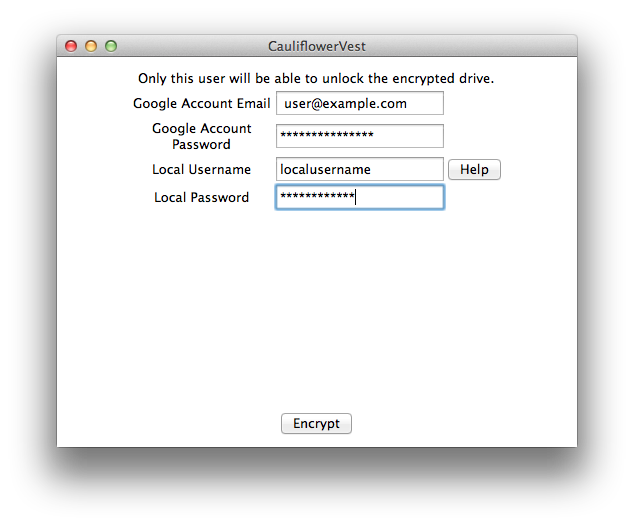 CauliflowerVest
Only this user will be able to unlock the encrypted drive.
Google Account Email user@example.com
Google Account
Password ***************
Local Username localusername Help
Local Password ************
Encrypt